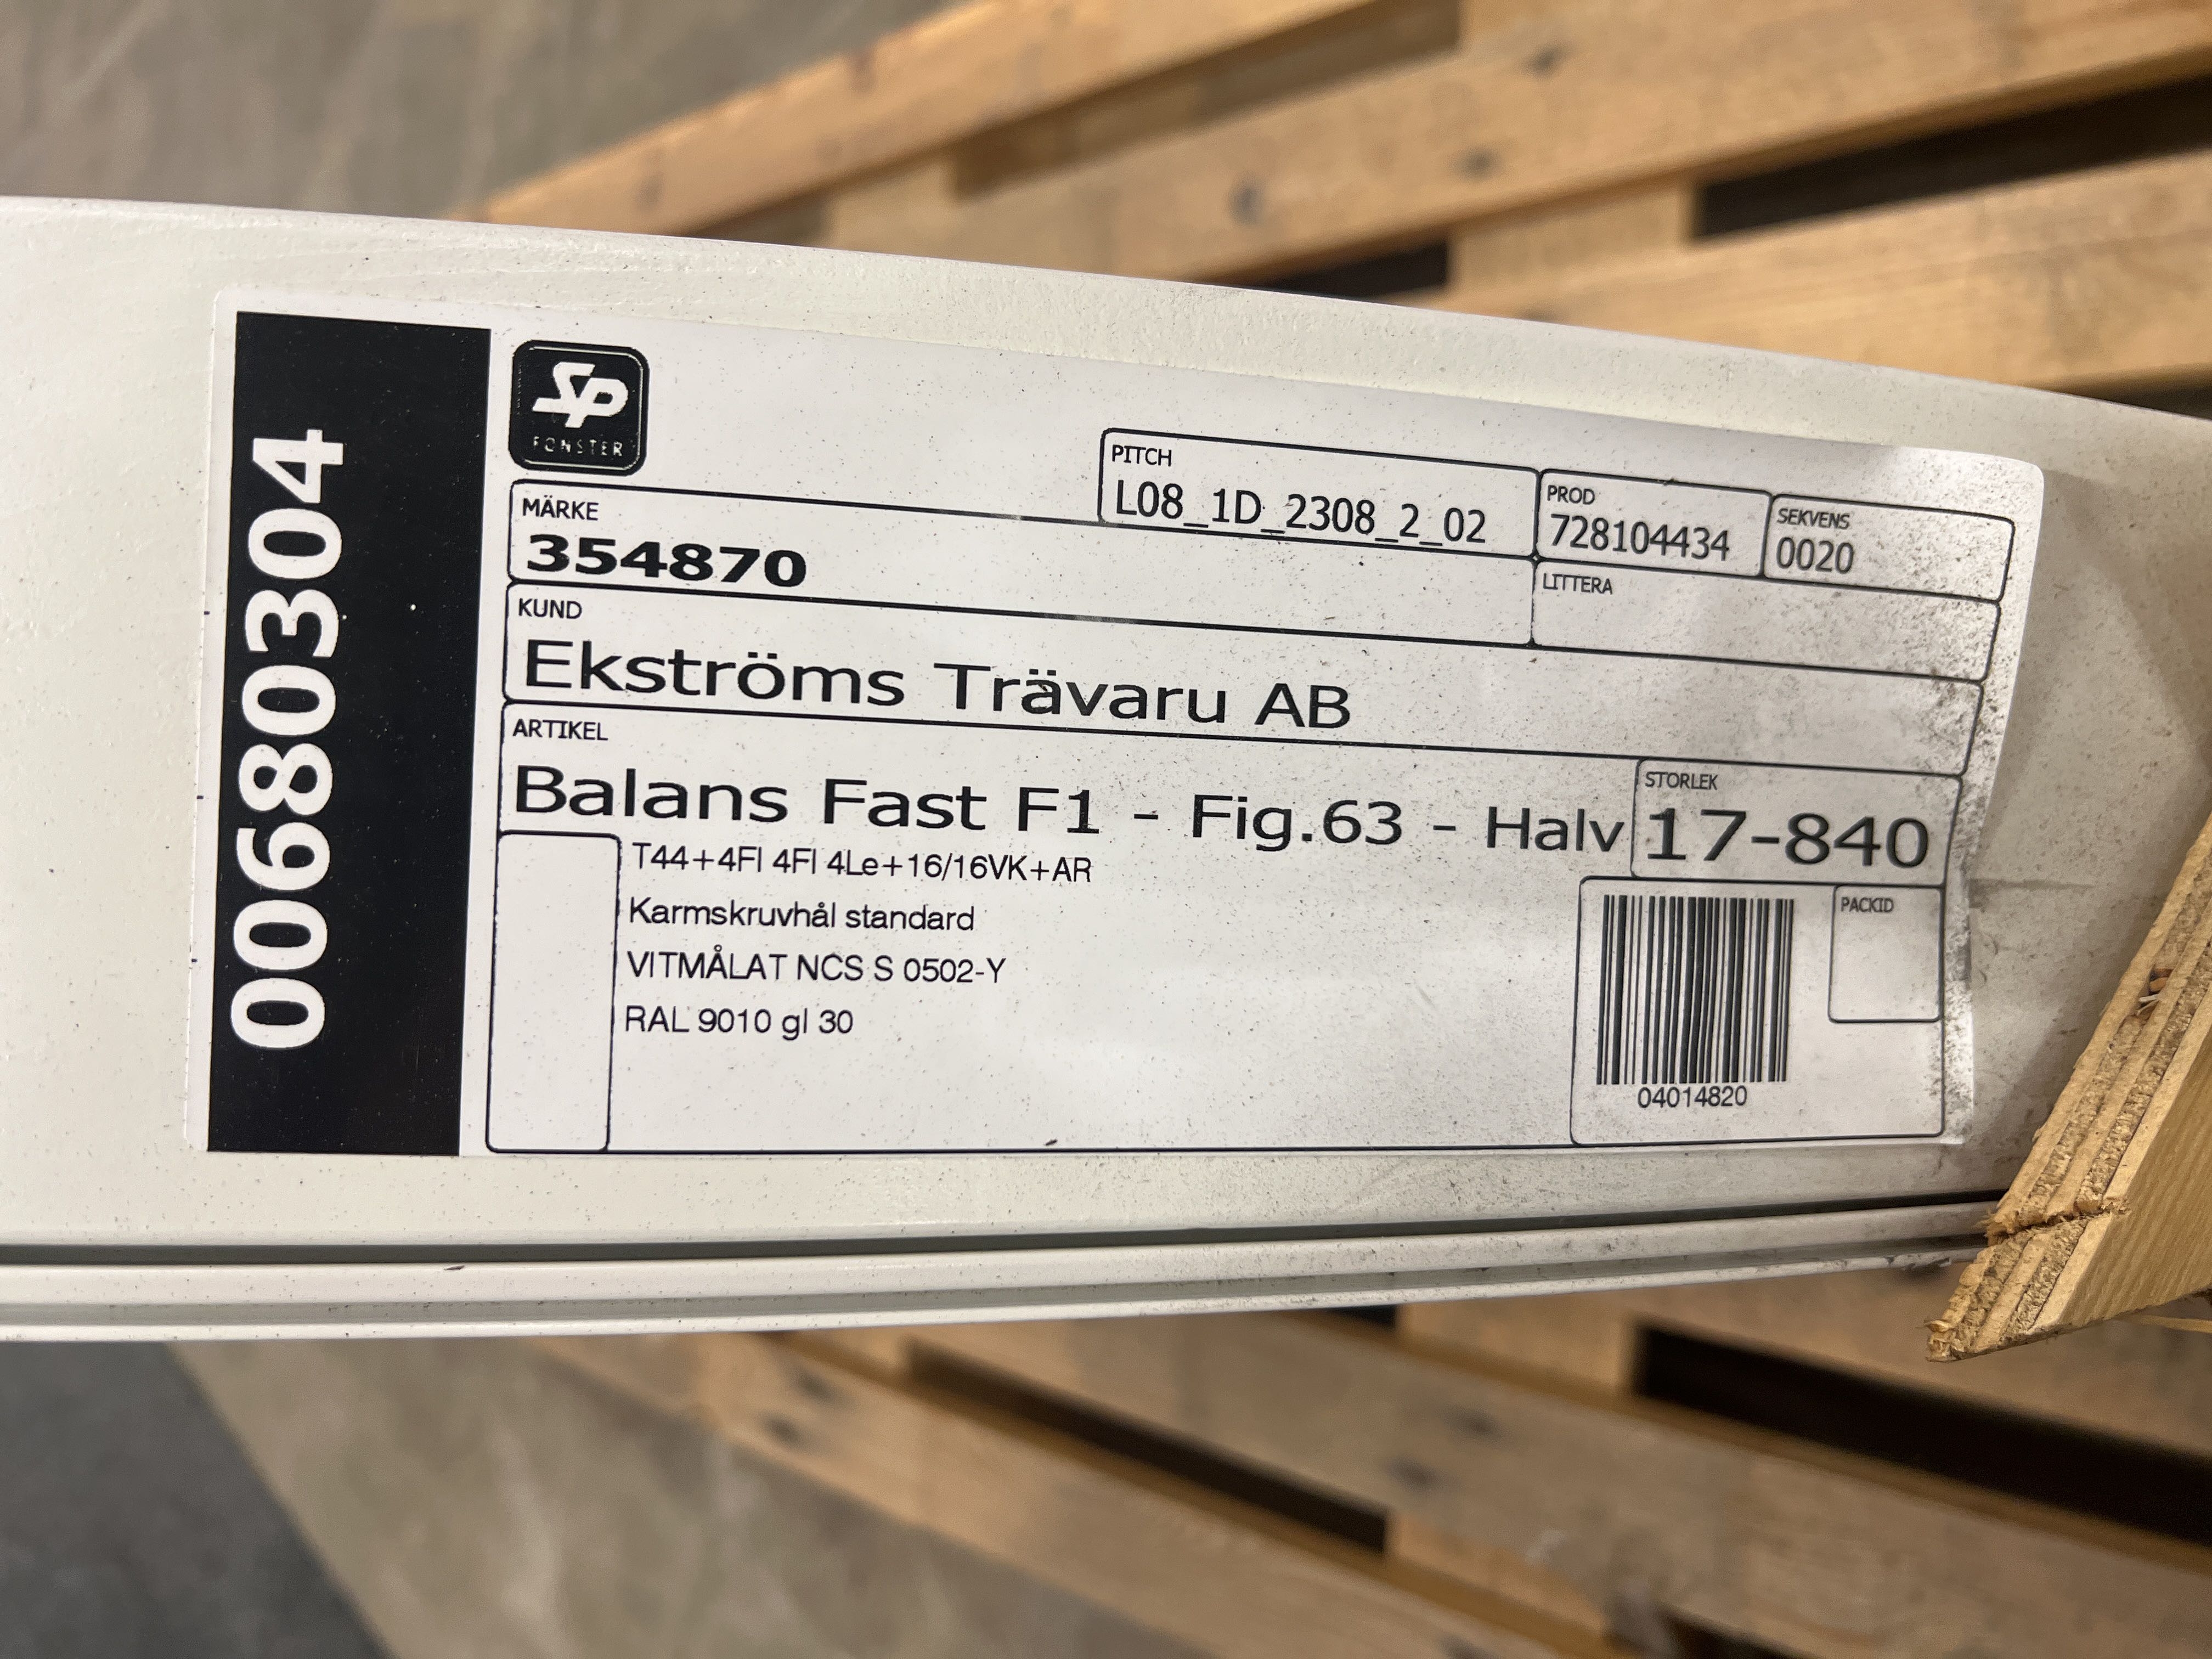 00680304
SP
FÖNSTER
PITCH
L08_1D_2308_2_02
PROD
728104434
SEKVENS
0020
MÄRKE
354870
LITTERA
KUND
Ekströms Trävaru AB
ARTIKEL
Balans Fast F1 - Fig.63 - Halv
STORLEK
17-840
T44+4Fl 4Fl 4Le+16/16VK+AR
Karmskruvhål standard
VITMÅLAT NCS S 0502-Y
RAL 9010 gl 30
PACKID
04014820